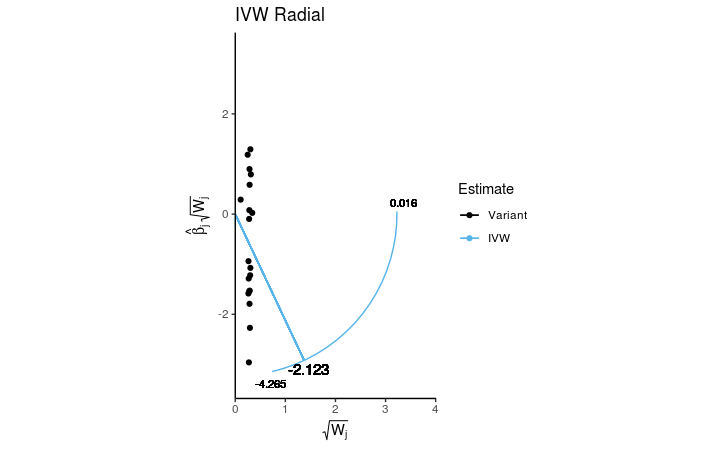 IVW Radial
2
0
-2
β̂j√Wj
0.016
-2.123
-4.265
0
1
2
3
4
√Wj
Estimate
Variant
IVW